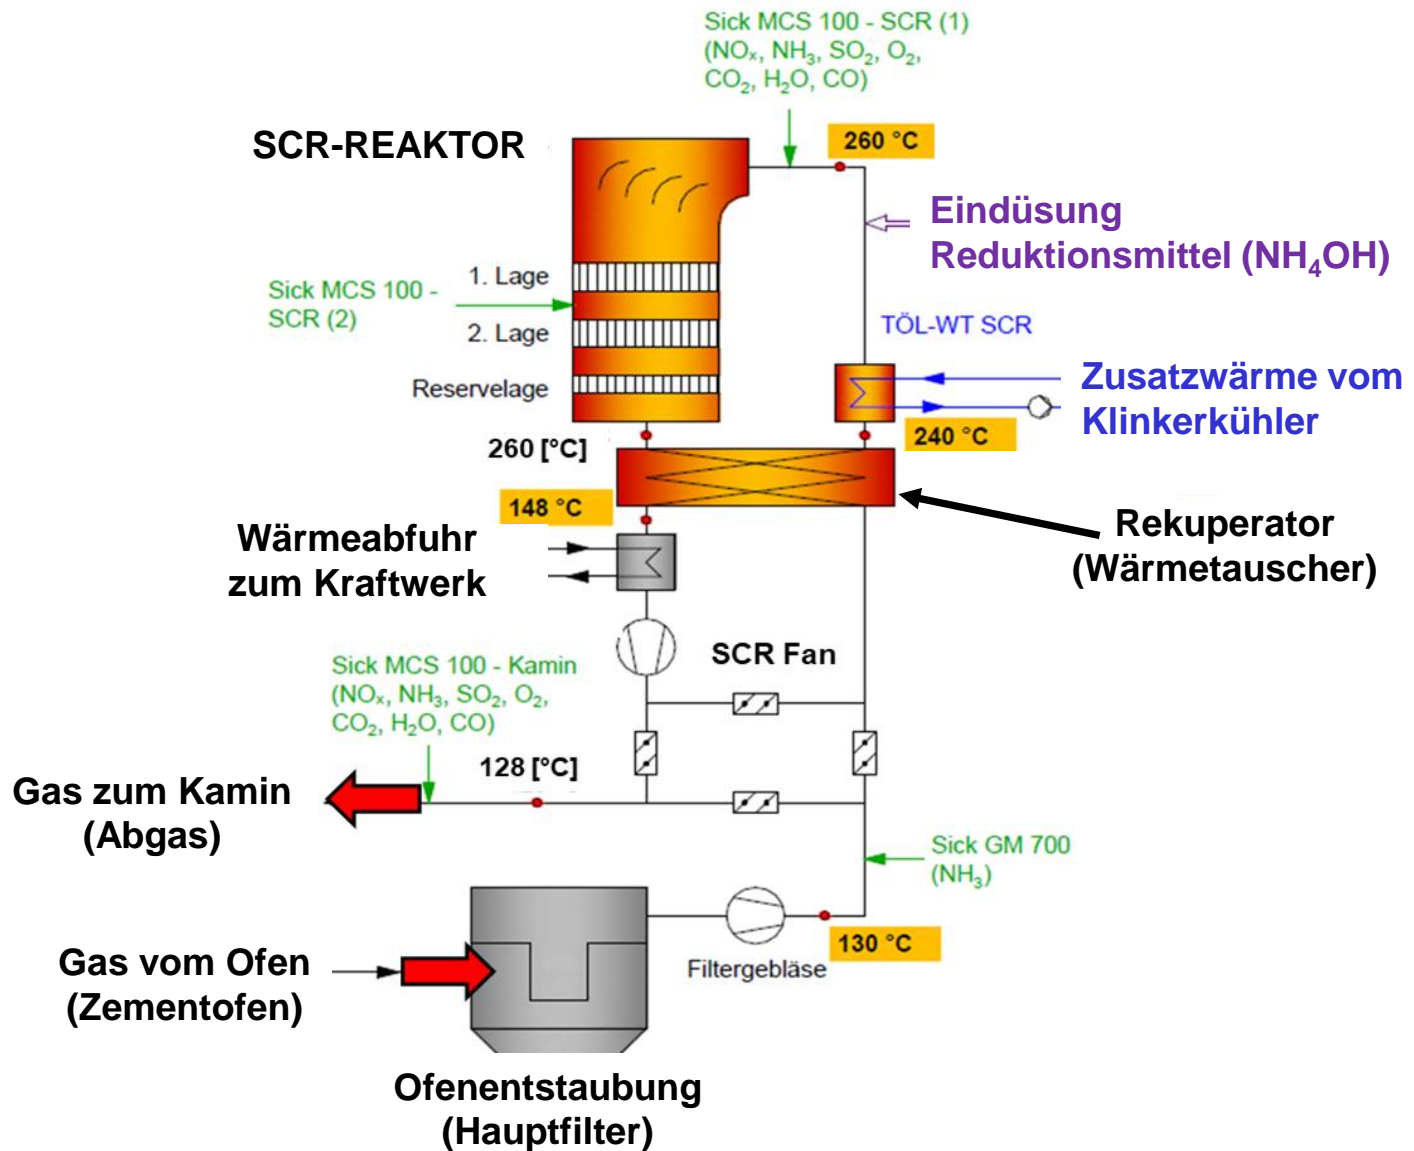 Sick MCS 100 - SCR (1)
(NOₓ, NH₃, SO₂, O₂,
CO₂, H₂O, CO)
SCR-REAKTOR
260 °C
Eindüsung
Reduktionsmittel (NH₄OH)
1. Lage
Sick MCS 100 -
SCR (2)
2. Lage
TÖL-WT SCR
Reservelage
Zusatzwärme vom
Klinkerkühler
260 [°C]
240 °C
148 °C
Rekuperator
(Wärmetauscher)
Wärmeabfuhr
zum Kraftwerk
SCR Fan
Sick MCS 100 - Kamin
(NOₓ, NH₃, SO₂, O₂,
CO₂, H₂O, CO)
128 [°C]
Gas zum Kamin
(Abgas)
Sick GM 700
(NH₃)
130 °C
Gas vom Ofen
(Zementofen)
Filtergebläse
Ofenentstaubung
(Hauptfilter)